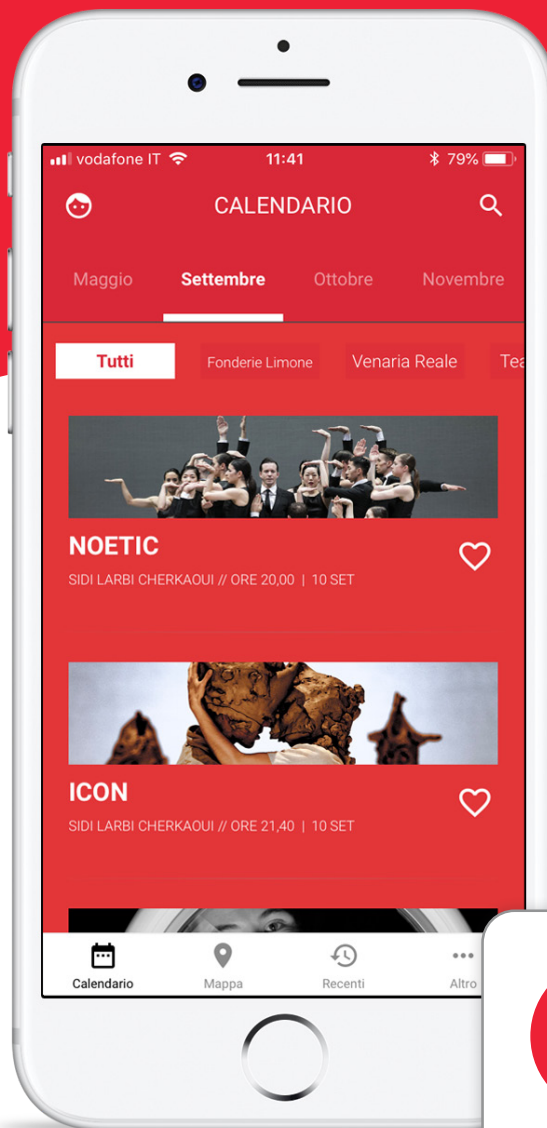 vodafone IT 11:41 79%
CALENDARIO
Maggio Settembre Ottobre Novembre
Tutti Fonderie Limone Venaria Reale Tea
NOETIC
SIDI LARBI CHERKAOUI // ORE 20,00 | 10 SET
ICON
SIDI LARBI CHERKAOUI // ORE 21,40 | 10 SET
Calendario Mappa Recenti Altro